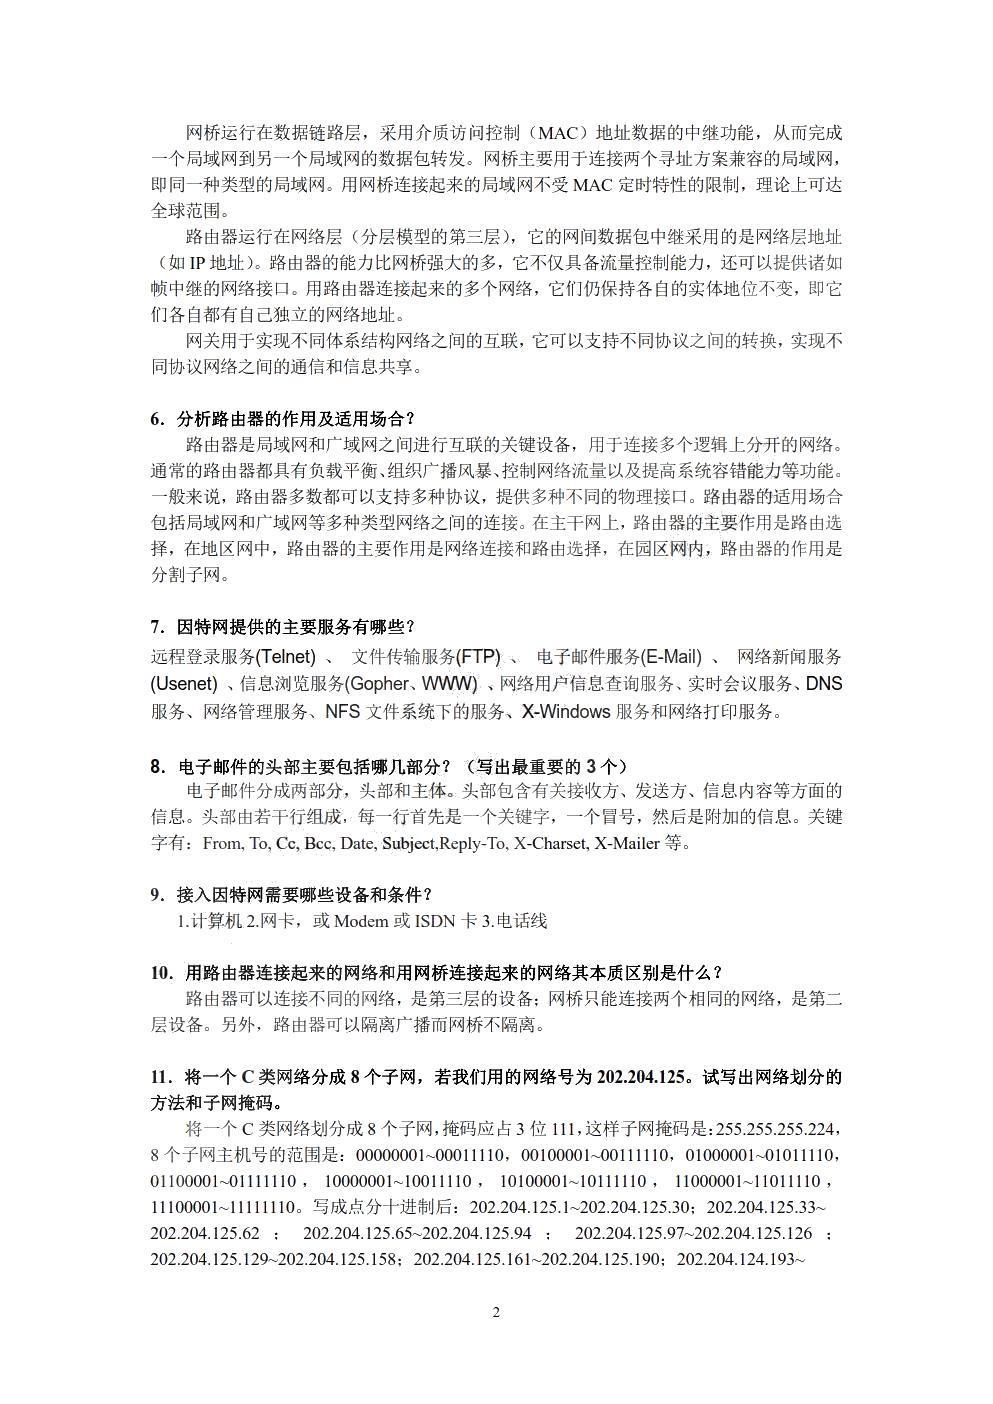 网桥运行在数据链路层，采用介质访问控制（MAC）地址数据的中继功能，从而完成
一个局域网到另一个局域网的数据包转发。网桥主要用于连接两个寻址方案兼容的局域网，
即同一种类型的局域网。用网桥连接起来的局域网不受 MAC 定时特性的限制，理论上可达
全球范围。
路由器运行在网络层（分层模型的第三层），它的网间数据包中继采用的是网络层地址
（如 IP 地址）。路由器的能力比网桥强大的多，它不仅具备流量控制能力，还可以提供诸如
帧中继的网络接口。用路由器连接起来的多个网络，它们仍保持各自的实体地位不变，即它
们各自都有自己独立的网络地址。
网关用于实现不同体系结构网络之间的互联，它可以支持不同协议之间的转换，实现不
同协议网络之间的通信和信息共享。
6．分析路由器的作用及适用场合？
路由器是局域网和广域网之间进行互联的关键设备，用于连接多个逻辑上分开的网络。
通常的路由器都具有负载平衡、组织广播风暴、控制网络流量以及提高系统容错能力等功能。
一般来说，路由器多数都可以支持多种协议，提供多种不同的物理接口。路由器的适用场合
包括局域网和广域网等多种类型网络之间的连接。在主干网上，路由器的主要作用是路由选
择，在地区网中，路由器的主要作用是网络连接和路由选择，在园区网内，路由器的作用是
分割子网。
7．因特网提供的主要服务有哪些？
远程登录服务(Telnet) 、 文件传输服务(FTP) 、 电子邮件服务(E-Mail) 、 网络新闻服务
(Usenet) 、信息浏览服务(Gopher、WWW) 、网络用户信息查询服务、实时会议服务、DNS
服务、网络管理服务、NFS 文件系统下的服务、X-Windows 服务和网络打印服务。
8．电子邮件的头部主要包括哪几部分？（写出最重要的 3 个）
电子邮件分成两部分，头部和主体。头部包含有关接收方、发送方、信息内容等方面的
信息。头部由若干行组成，每一行首先是一个关键字，一个冒号，然后是附加的信息。关键
字有：From, To, Cc, Bcc, Date, Subject,Reply-To, X-Charset, X-Mailer 等。
9．接入因特网需要哪些设备和条件？
1.计算机 2.网卡，或 Modem 或 ISDN 卡 3.电话线
10．用路由器连接起来的网络和用网桥连接起来的网络其本质区别是什么？
路由器可以连接不同的网络，是第三层的设备；网桥只能连接两个相同的网络，是第二
层设备。另外，路由器可以隔离广播而网桥不隔离。
11．将一个 C 类网络分成 8 个子网，若我们用的网络号为 202.204.125。试写出网络划分的
方法和子网掩码。
将一个 C 类网络划分成 8 个子网，掩码应占 3 位 111，这样子网掩码是：255.255.255.224，
8 个子网主机号的范围是：00000001~00011110，00100001~00111110，01000001~01011110，
01100001~01111110 ， 10000001~10011110 ， 10100001~10111110 ， 11000001~11011110 ，
11100001~11111110。写成点分十进制后：202.204.125.1~202.204.125.30；202.204.125.33~
202.204.125.62 ； 202.204.125.65~202.204.125.94 ； 202.204.125.97~202.204.125.126 ；
202.204.125.129~202.204.125.158；202.204.125.161~202.204.125.190；202.204.124.193~
2